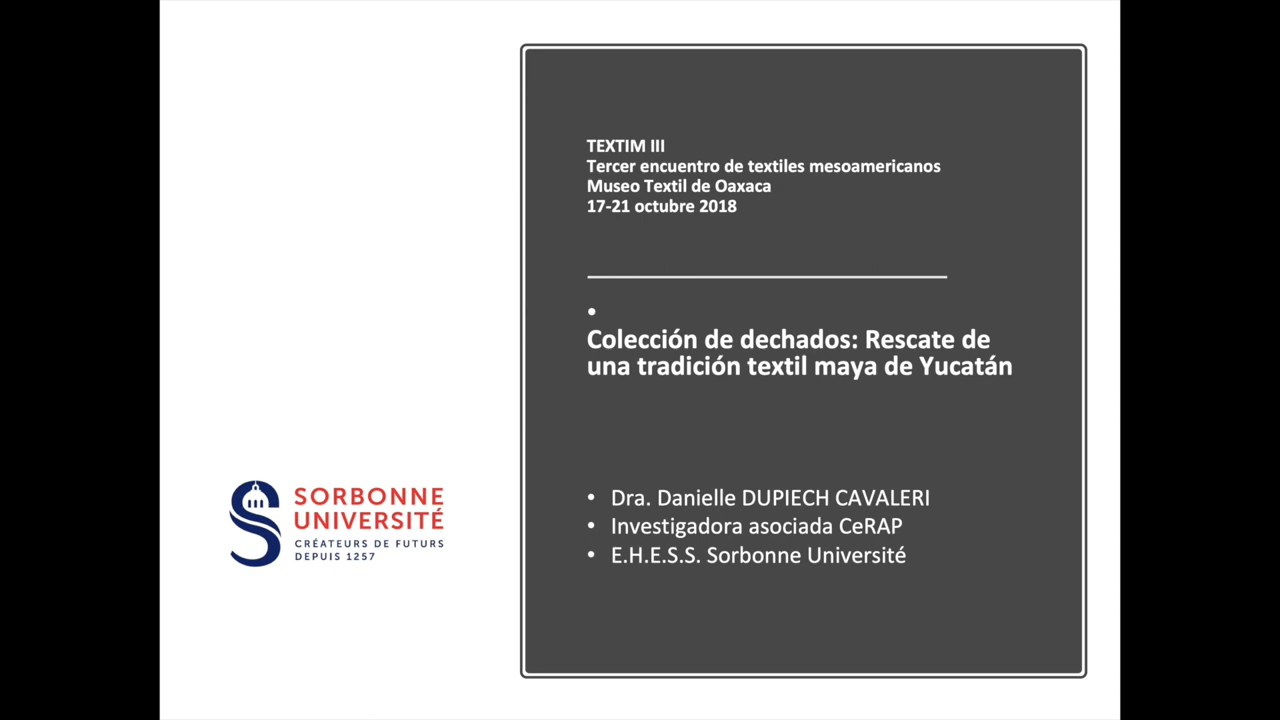 TEXTIM III
Tercer encuentro de textiles mesoamericanos
Museo Textil de Oaxaca
17-21 octubre 2018
•
Colección de dechados: Rescate de
una tradición textil maya de Yucatán
• Dra. Danielle DUPIECH CAVALERI
• Investigadora asociada CeRAP
• E.H.E.S.S. Sorbonne Université
SORBONNE
UNIVERSITÉ
CRÉATEURS DE FUTURS
DEPUIS 1257